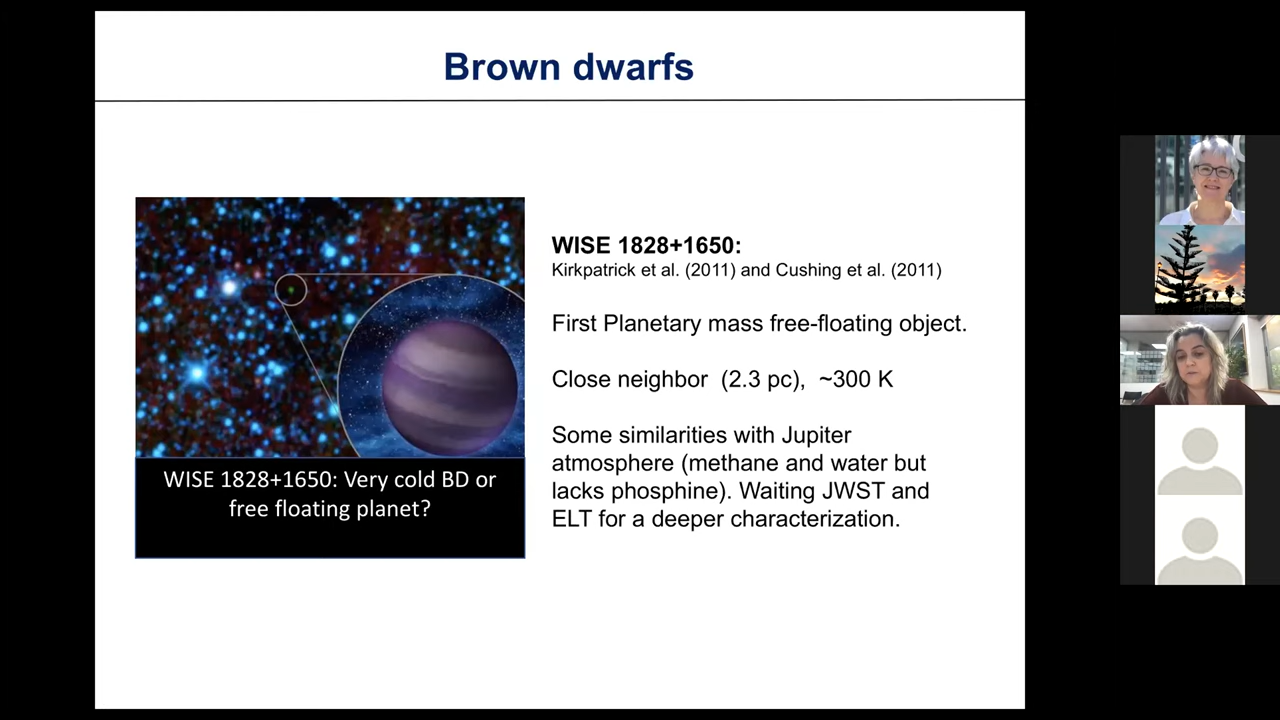 Brown dwarfs
WISE 1828+1650: Very cold BD or
free floating planet?
WISE 1828+1650:
Kirkpatrick et al. (2011) and Cushing et al. (2011)
First Planetary mass free-floating object.
Close neighbor (2.3 pc), ~300 K
Some similarities with Jupiter
atmosphere (methane and water but
lacks phosphine). Waiting JWST and
ELT for a deeper characterization.